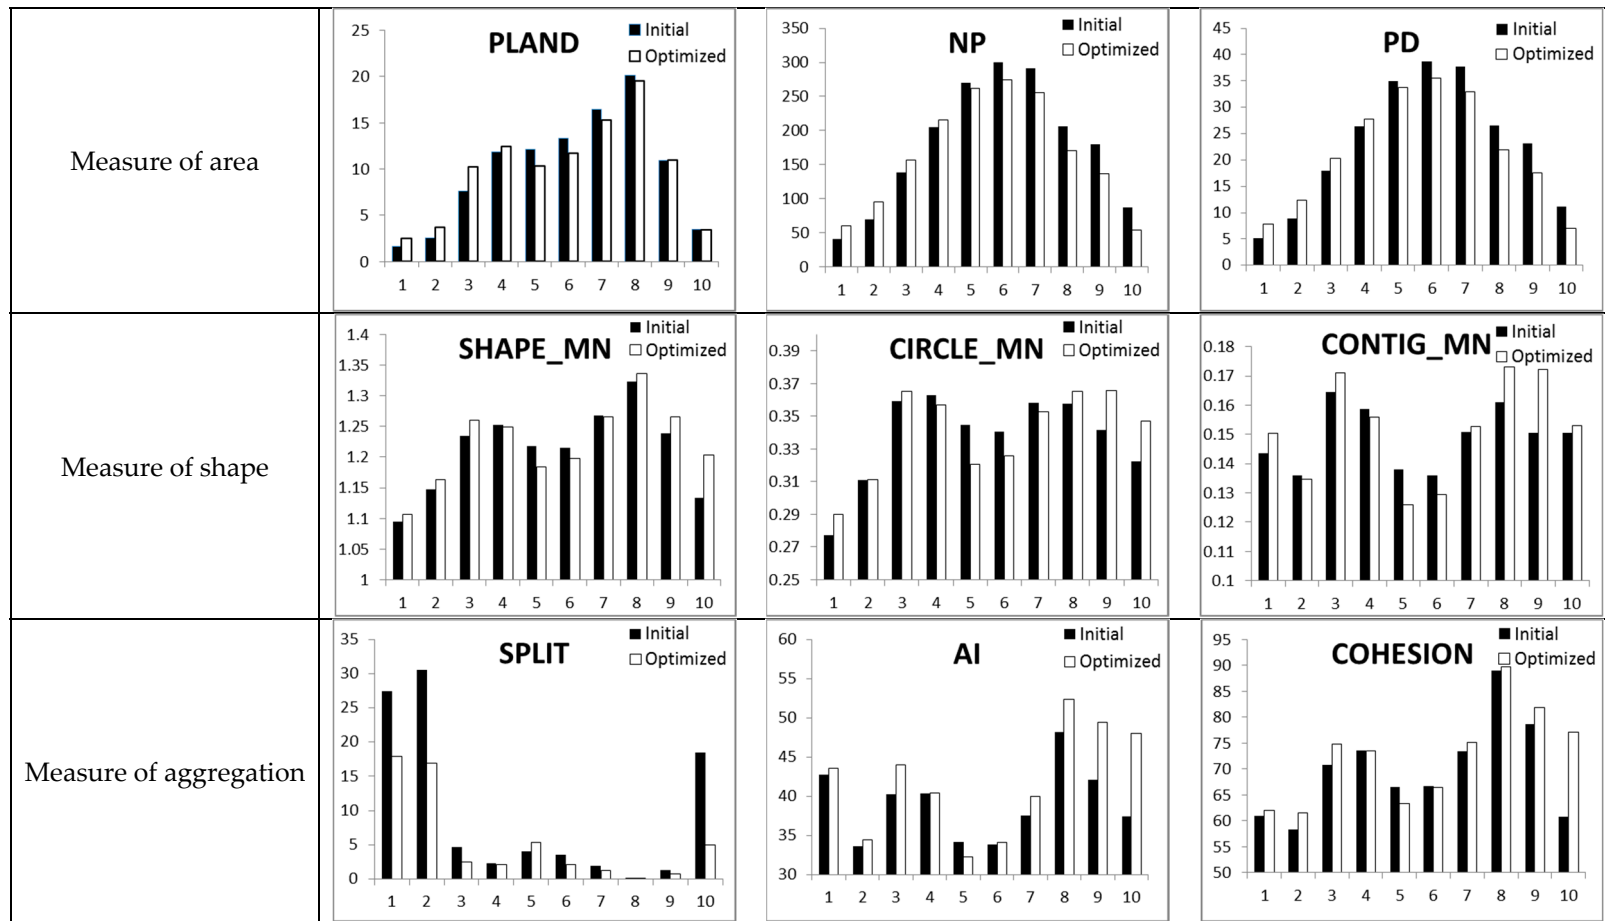 Measure of area
PLAND
Initial
Optimized
25
20
15
10
5
0
1 2 3 4 5 6 7 8 9 10
NP
Initial
Optimized
350
300
250
200
150
100
50
0
1 2 3 4 5 6 7 8 9 10
PD
Initial
Optimized
45
40
35
30
25
20
15
10
5
0
1 2 3 4 5 6 7 8 9 10
Measure of shape
SHAPE_MN
Initial
Optimized
1.4
1.35
1.3
1.25
1.2
1.15
1.1
1.05
1
1 2 3 4 5 6 7 8 9 10
CIRCLE_MN
Initial
Optimized
0.39
0.37
0.35
0.33
0.31
0.29
0.27
0.25
1 2 3 4 5 6 7 8 9 10
CONTIG_MN
Initial
Optimized
0.18
0.17
0.16
0.15
0.14
0.13
0.12
0.11
0.1
1 2 3 4 5 6 7 8 9 10
Measure of aggregation
SPLIT
Initial
Optimized
35
30
25
20
15
10
5
0
1 2 3 4 5 6 7 8 9 10
AI
Initial
Optimized
60
55
50
45
40
35
30
1 2 3 4 5 6 7 8 9 10
COHESION
Initial
Optimized
95
90
85
80
75
70
65
60
55
50
1 2 3 4 5 6 7 8 9 10